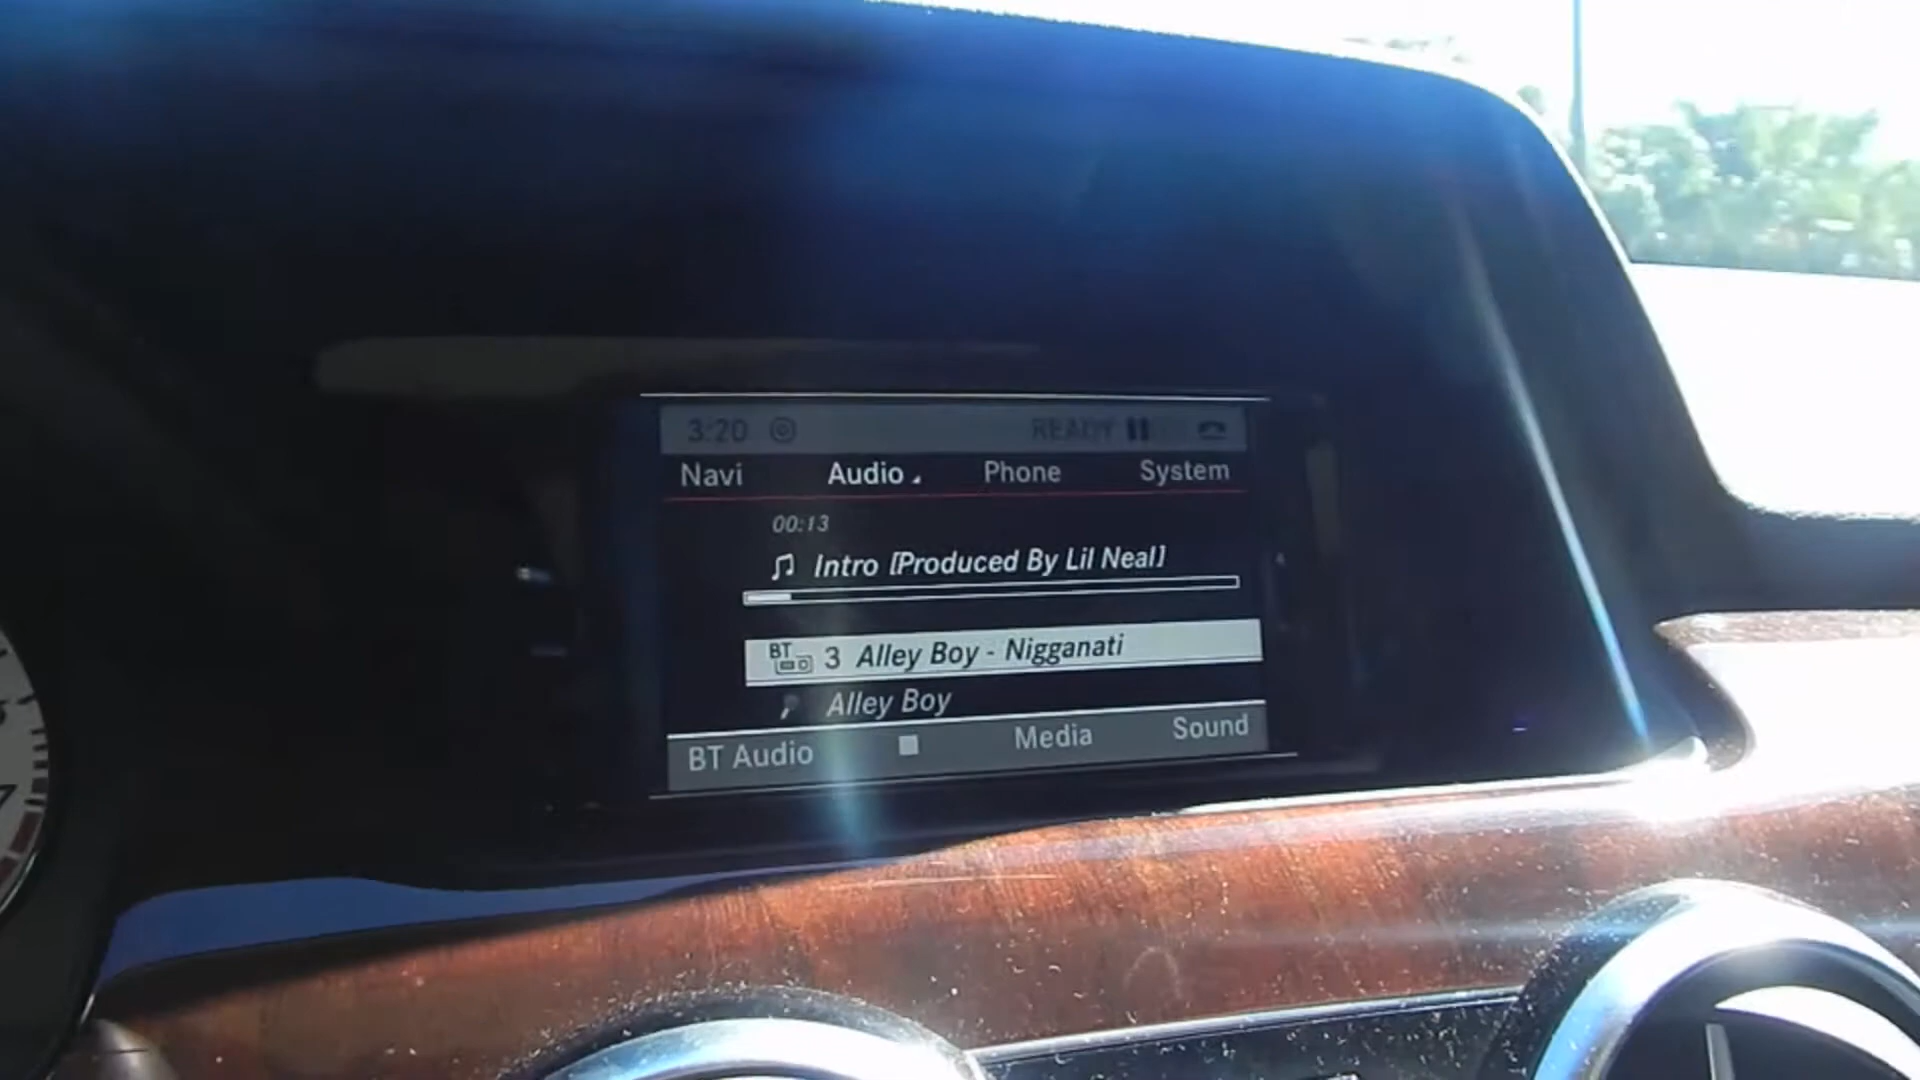 3:20 READY
Navi Audio Phone System
00:13
Intro [Produced By Lil Neal]
BT 3 Alley Boy - Nigganati
Alley Boy
BT Audio Media Sound